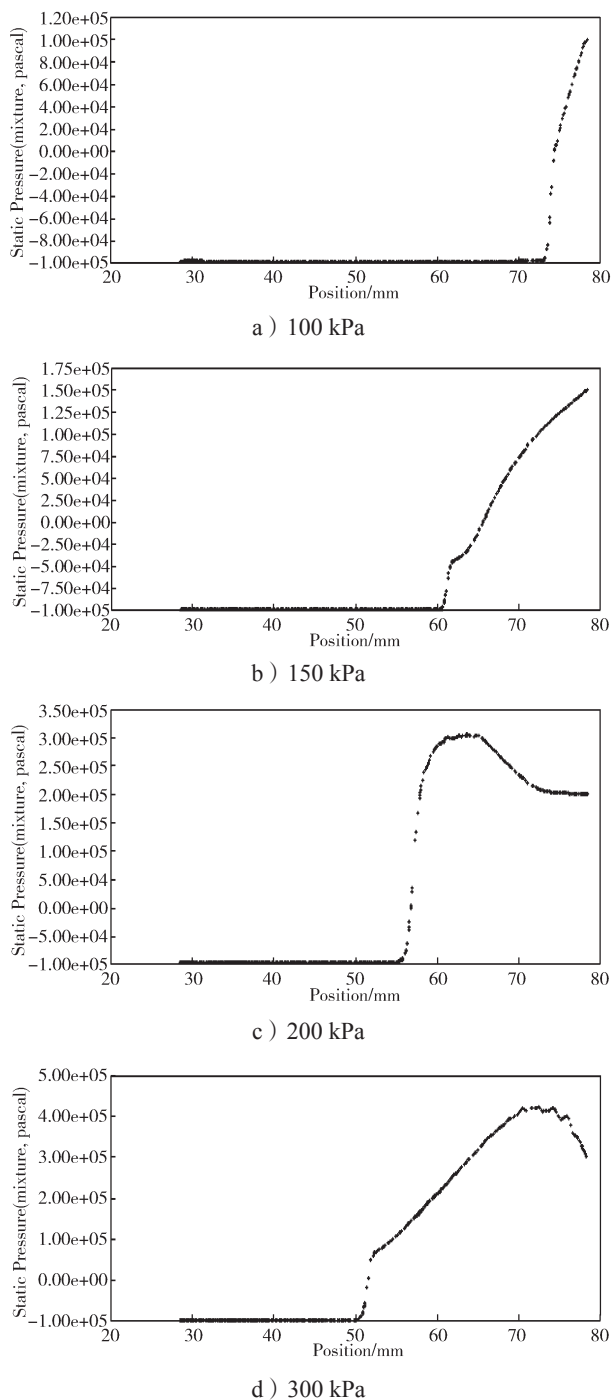 1.20e+05
1.00e+05
8.00e+04
6.00e+04
4.00e+04
2.00e+04
0.00e+00
−2.00e+04
−4.00e+04
−6.00e+04
−8.00e+04
−1.00e+05
Static Pressure(mixture, pascal)
20 30 40 50 60 70 80
Position/mm
a）100 kPa
1.75e+05
1.50e+05
1.25e+05
1.00e+04
7.50e+04
5.00e+04
2.50e+04
0.00e+00
−2.50e+04
−5.00e+04
−7.50e+04
−1.00e+05
Static Pressure(mixture, pascal)
20 30 40 50 60 70 80
Position/mm
b）150 kPa
3.50e+05
3.00e+05
2.50e+05
2.00e+05
1.50e+05
1.00e+05
5.00e+04
0.00e+00
−5.00e+04
−1.00e+05
Static Pressure(mixture, pascal)
20 30 40 50 60 70 80
Position/mm
c）200 kPa
5.00e+05
4.00e+05
3.00e+05
2.00e+05
1.00e+05
0.00e+00
−1.00e+05
Static Pressure(mixture, pascal)
20 30 40 50 60 70 80
Position/mm
d）300 kPa